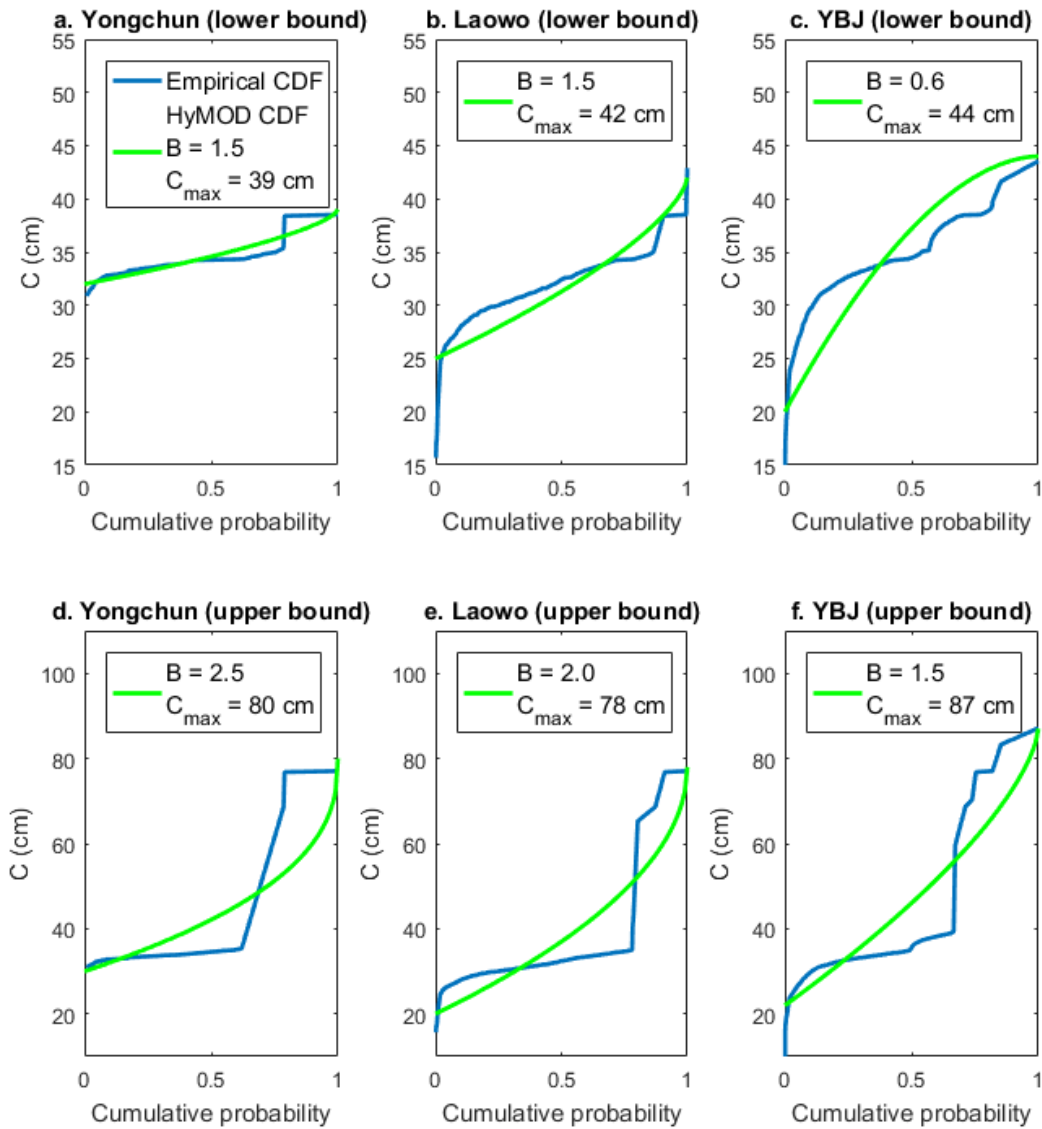 a. Yongchun (lower bound)
b. Laowo (lower bound)
c. YBJ (lower bound)
55
50
45
40
35
30
25
20
15
C (cm)
Empirical CDF
HyMOD CDF
B = 1.5
Cmax = 39 cm
0
0.5
1
Cumulative probability
55
50
45
40
35
30
25
20
15
C (cm)
B = 1.5
Cmax = 42 cm
0
0.5
1
Cumulative probability
55
50
45
40
35
30
25
20
15
C (cm)
B = 0.6
Cmax = 44 cm
0
0.5
1
Cumulative probability
d. Yongchun (upper bound)
e. Laowo (upper bound)
f. YBJ (upper bound)
100
80
60
40
20
C (cm)
B = 2.5
Cmax = 80 cm
0
0.5
1
Cumulative probability
100
80
60
40
20
C (cm)
B = 2.0
Cmax = 78 cm
0
0.5
1
Cumulative probability
100
80
60
40
20
C (cm)
B = 1.5
Cmax = 87 cm
0
0.5
1
Cumulative probability